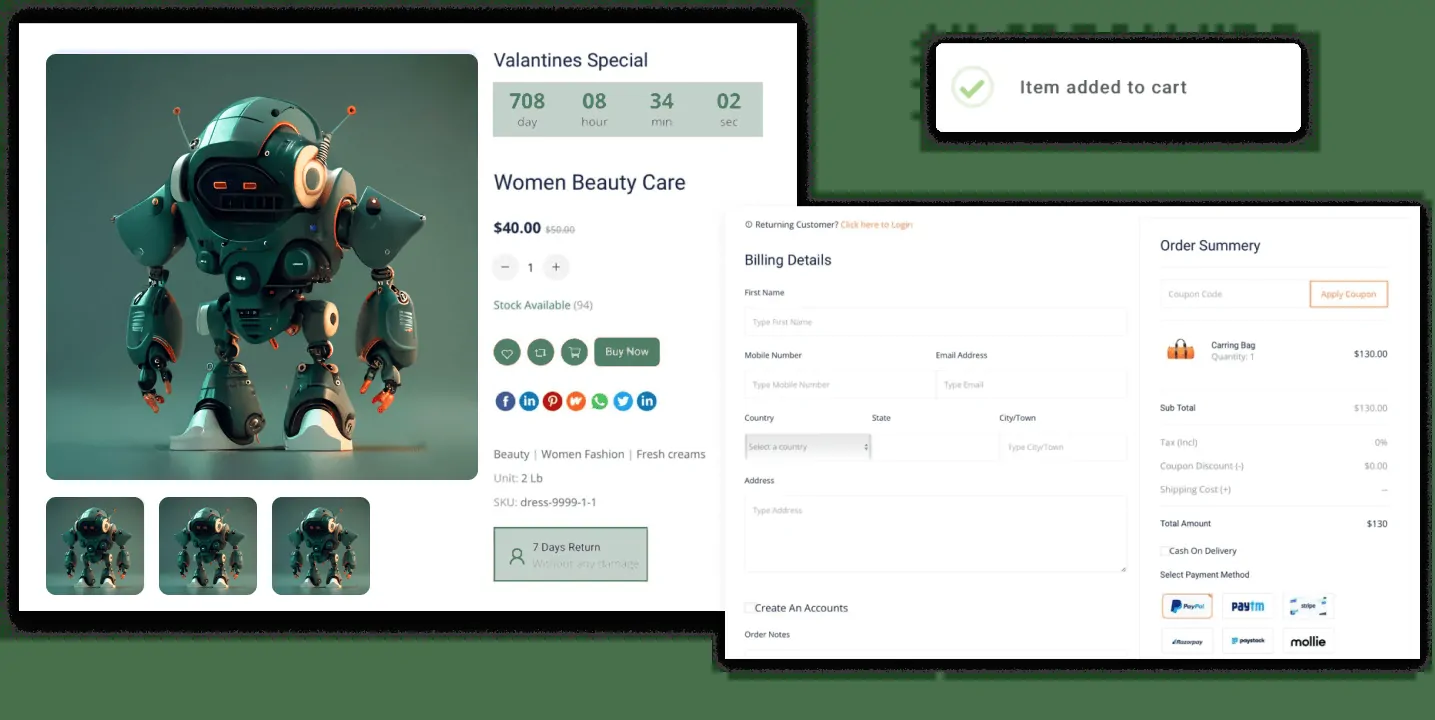 Valantines Special
708 08 34 02
day hour min sec
Women Beauty Care
$40.00 $50.00
− 1 +
Stock Available (94)
Buy Now
Beauty | Women Fashion | Fresh creams
Unit: 2 Lb
SKU: dress-9999-1-1
7 Days Return
Without any damage
Item added to cart
Returning Customer? Click here to Login
Billing Details
First Name
Type First Name
Mobile Number Email Address
Type Mobile Number Type Email
Country State City/Town
Select a country Type City/Town
Address
Type Address
Create An Accounts
Order Notes
Order Summery
Coupon Code Apply Coupon
Carring Bag
Quantity: 1
$130.00
Sub Total $130.00
Tax (Incl) 0%
Coupon Discount (-) $0.00
Shipping Cost (+) --
Total Amount $130
Cash On Delivery
Select Payment Method
PayPal paytm stripe
Razorpay paystack mollie